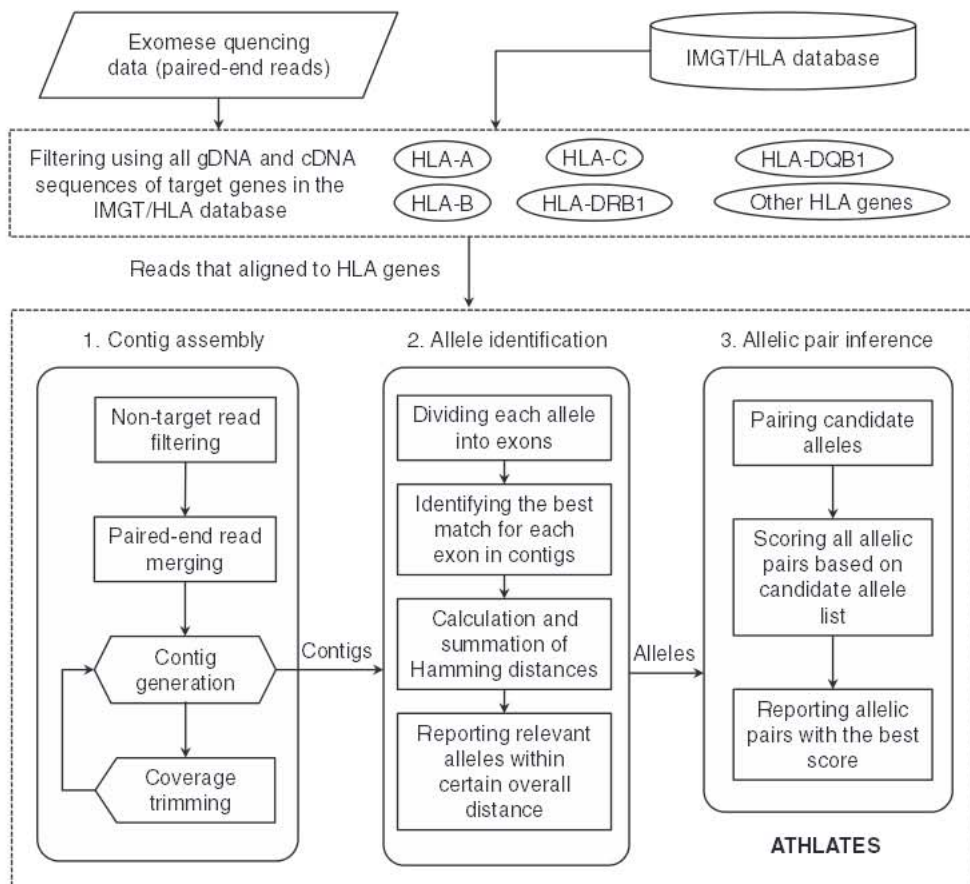 Exomese quencing
data (paired-end reads)
IMGT/HLA database
Filtering using all gDNA and cDNA
sequences of target genes in the
IMGT/HLA database
HLA-A
HLA-C
HLA-DQB1
HLA-B
HLA-DRB1
Other HLA genes
Reads that aligned to HLA genes
1. Contig assembly
Non-target read
filtering
Paired-end read
merging
Contig
generation
Coverage
trimming
Contigs
2. Allele identification
Dividing each allele
into exons
Identifying the best
match for each
exon in contigs
Calculation and
summation of
Hamming distances
Reporting relevant
alleles within
certain overall
distance
Alleles
3. Allelic pair inference
Pairing candidate
alleles
Scoring all allelic
pairs based on
candidate allele
list
Reporting allelic
pairs with the best
score
ATHLATES